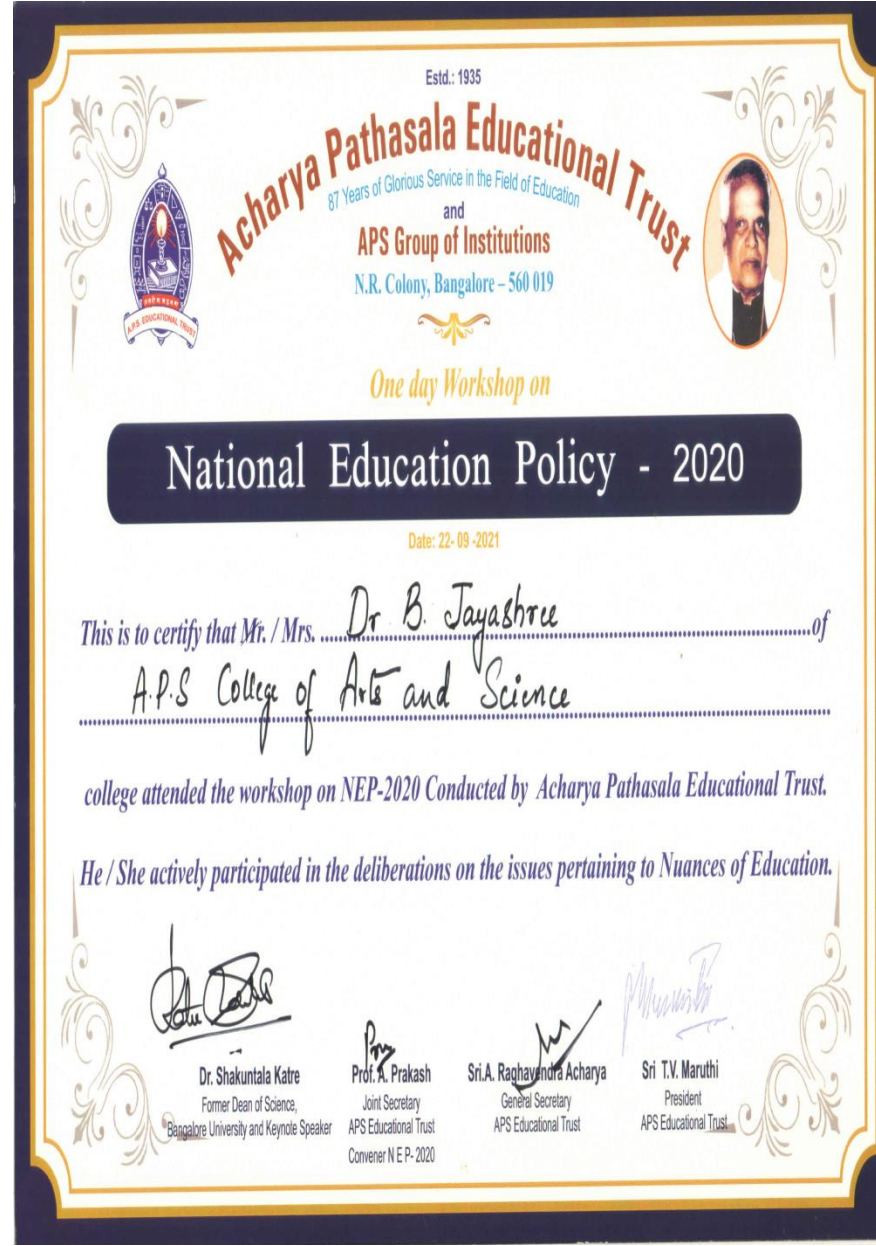 Estd.: 1935
Acharya Pathasala Educational Trust
87 Years of Glorious Service in the Field of Education
and
APS Group of Institutions
N.R. Colony, Bangalore – 560 019
A.P.S. EDUCATIONAL TRUST
One day Workshop on
National Education Policy - 2020
Date: 22- 09 -2021
This is to certify that Mr. / Mrs. Dr B. Jayashree of
A.P.S College of Arts and Science
college attended the workshop on NEP-2020 Conducted by Acharya Pathasala Educational Trust.
He / She actively participated in the deliberations on the issues pertaining to Nuances of Education.
Dr. Shakuntala Katre
Former Dean of Science,
Bangalore University and Keynote Speaker
Prof. A. Prakash
Joint Secretary
APS Educational Trust
Convener N E P- 2020
Sri.A. Raghavendra Acharya
General Secretary
APS Educational Trust
Sri T.V. Maruthi
President
APS Educational Trust